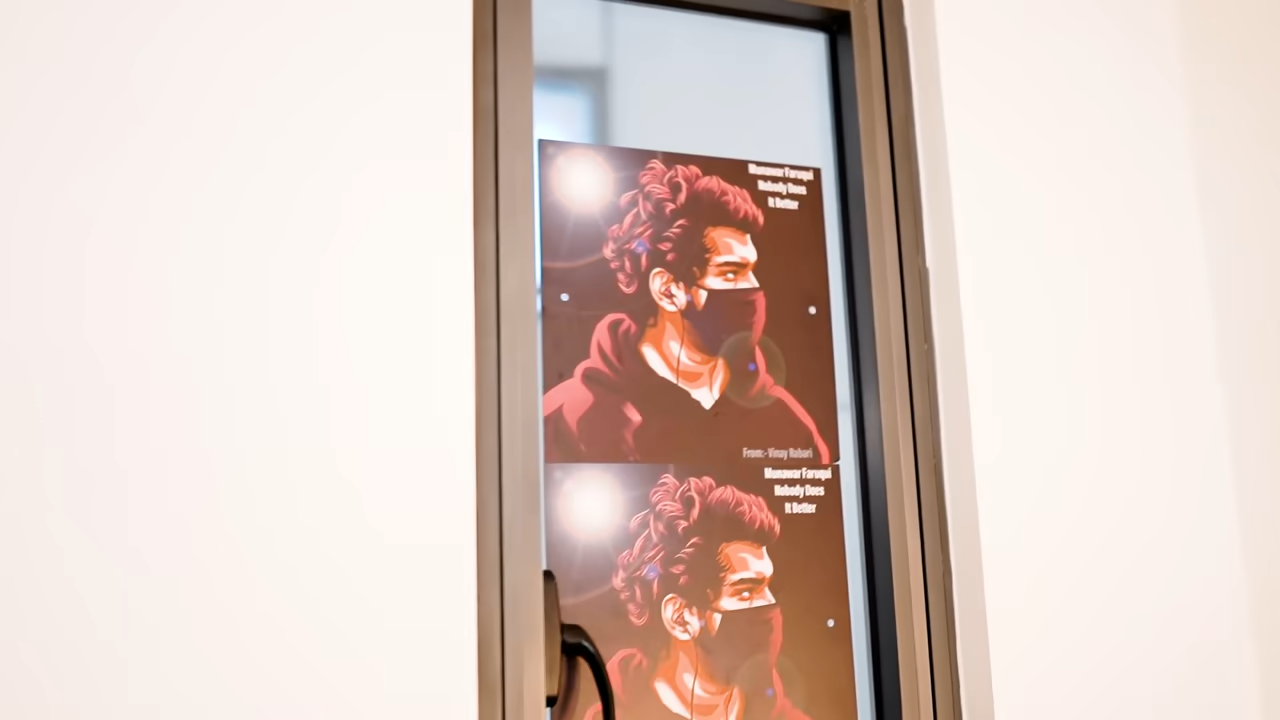 Munawar Faruqui
Nobody Does
It Better
From:- Vinay Rabari
Munawar Faruqui
Nobody Does
It Better